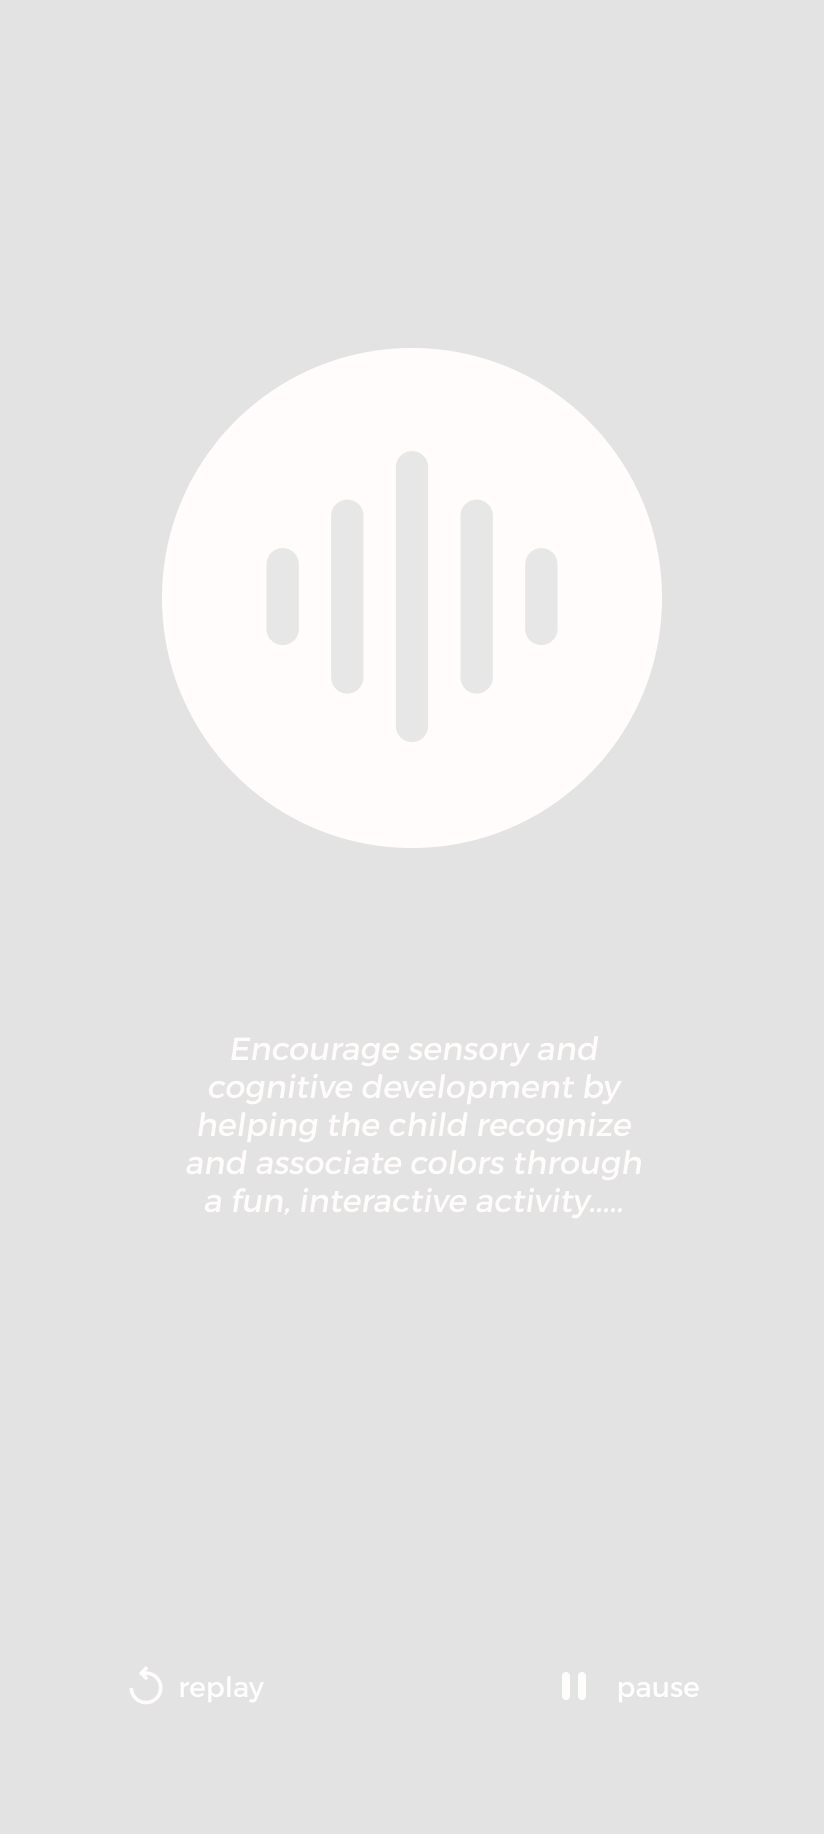 Encourage sensory and
cognitive development by
helping the child recognize
and associate colors through
a fun, interactive activity.....
replay
pause